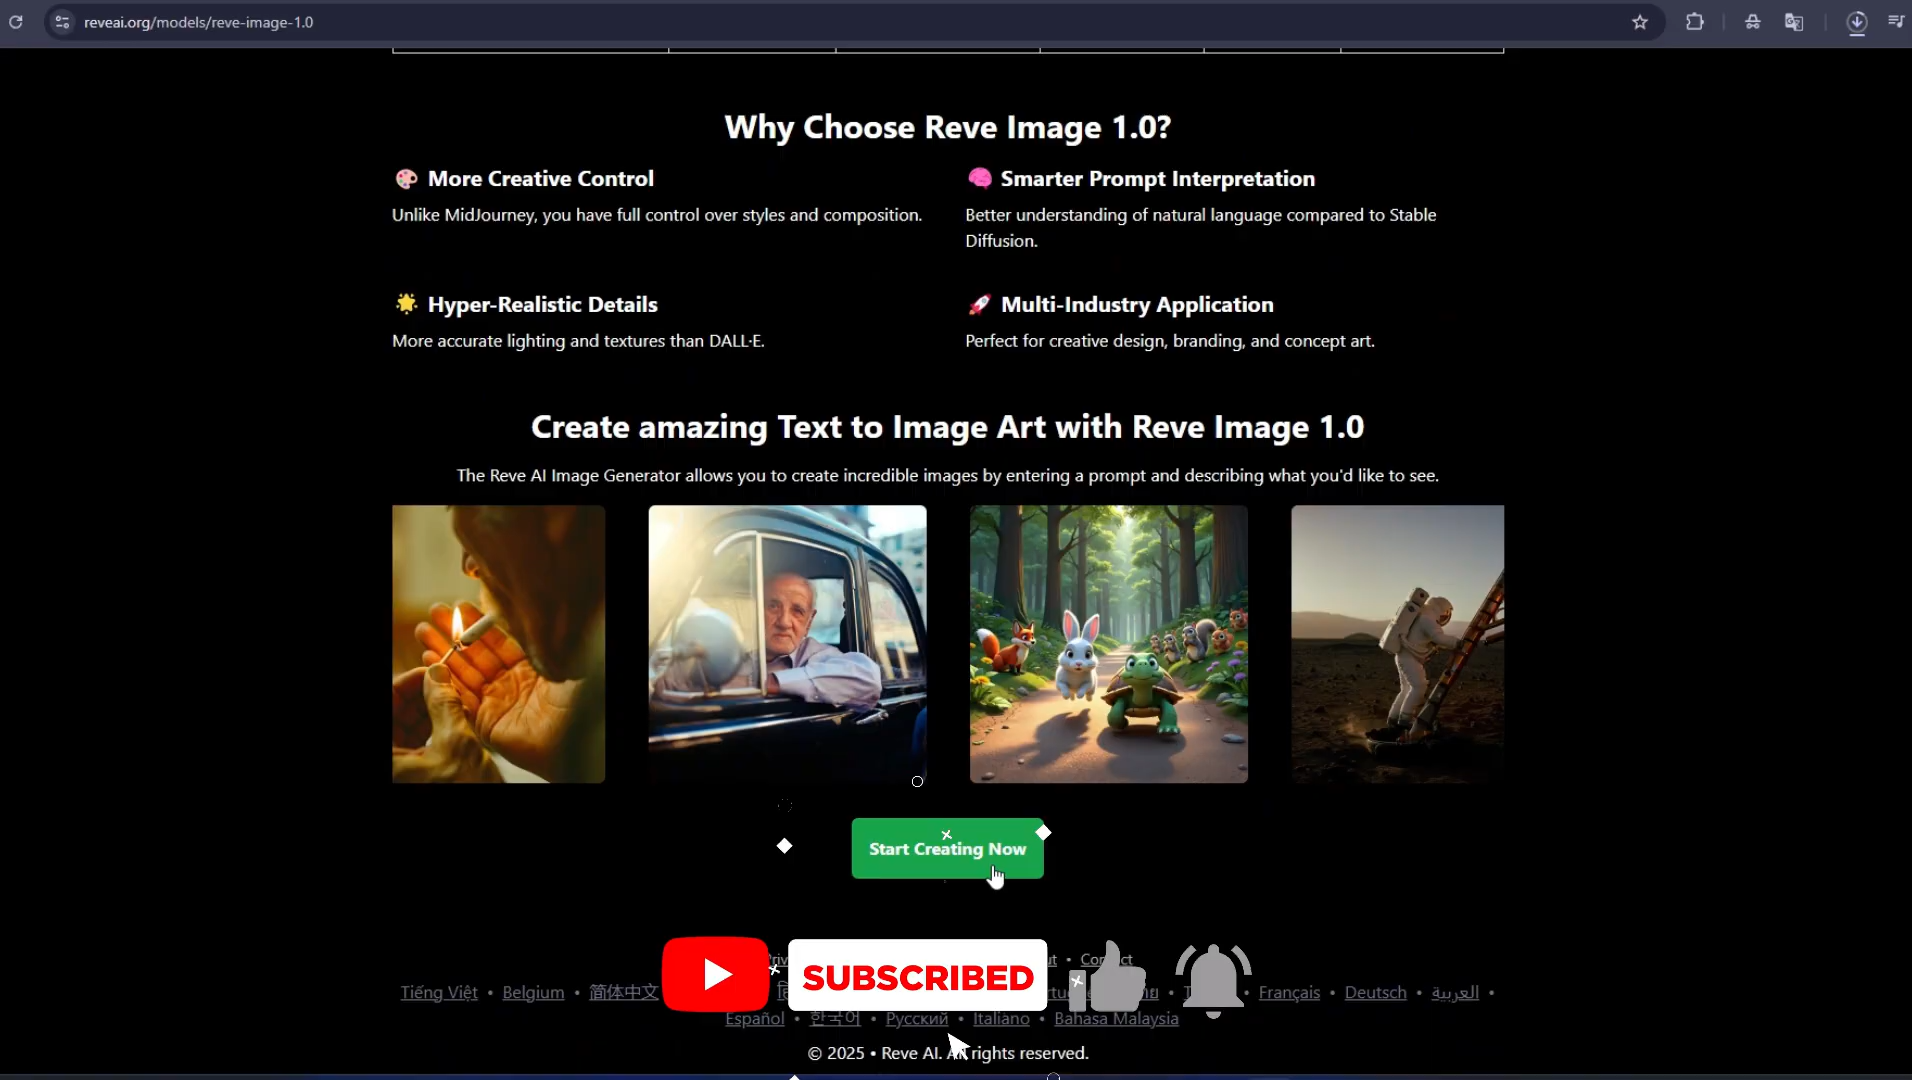 reveai.org/models/reve-image-1.0
Why Choose Reve Image 1.0?
More Creative Control
Unlike MidJourney, you have full control over styles and composition.
Smarter Prompt Interpretation
Better understanding of natural language compared to Stable
Diffusion.
Hyper-Realistic Details
More accurate lighting and textures than DALL·E.
Multi-Industry Application
Perfect for creative design, branding, and concept art.
Create amazing Text to Image Art with Reve Image 1.0
The Reve AI Image Generator allows you to create incredible images by entering a prompt and describing what you'd like to see.
Start Creating Now
SUBSCRIBED
Tiếng Việt • Belgium • 简体中文 • Français • Deutsch • العربية •
Español • 한국어 • Русский • Italiano • Bahasa Malaysia
© 2025 • Reve AI. All rights reserved.